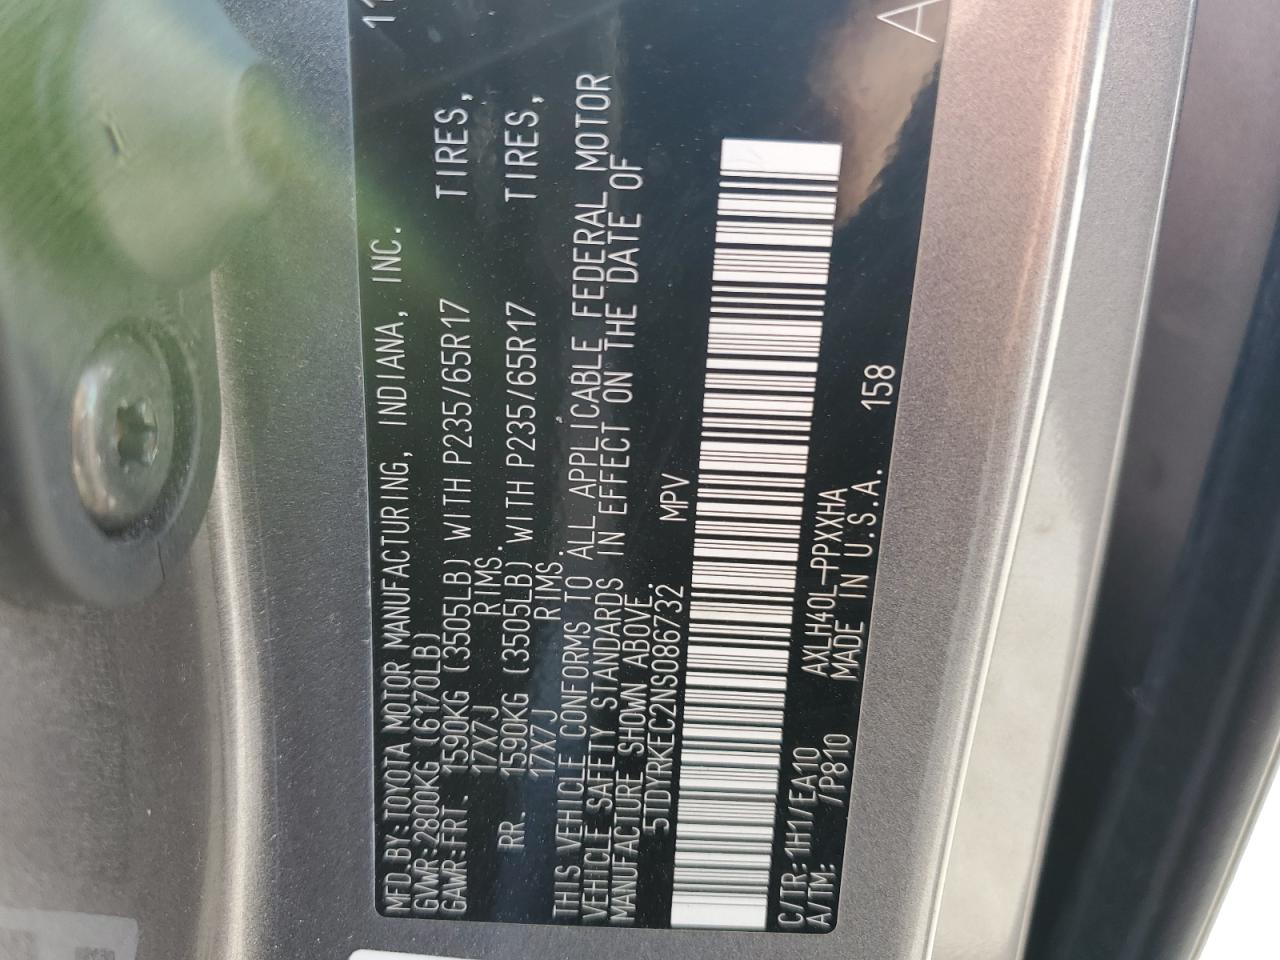 11
MFD.BY:TOYOTA MOTOR MANUFACTURING, INDIANA, INC.
GVWR:2800KG (6170LB)
GAWR:FRT. 1590KG (3505LB) WITH P235/65R17 TIRES,
17X7J RIMS.
RR. 1590KG (3505LB) WITH P235/65R17 TIRES,
17X7J RIMS.
THIS VEHICLE CONFORMS TO ALL APPLICABLE FEDERAL MOTOR
VEHICLE SAFETY STANDARDS IN EFFECT ON THE DATE OF
MANUFACTURE SHOWN ABOVE.
5TDYRKEC2NS086732 MPV
C/TR:1H1/EA10 AXLH40L-PPXXHA
A/TM: /P810 MADE IN U.S.A. 158
A